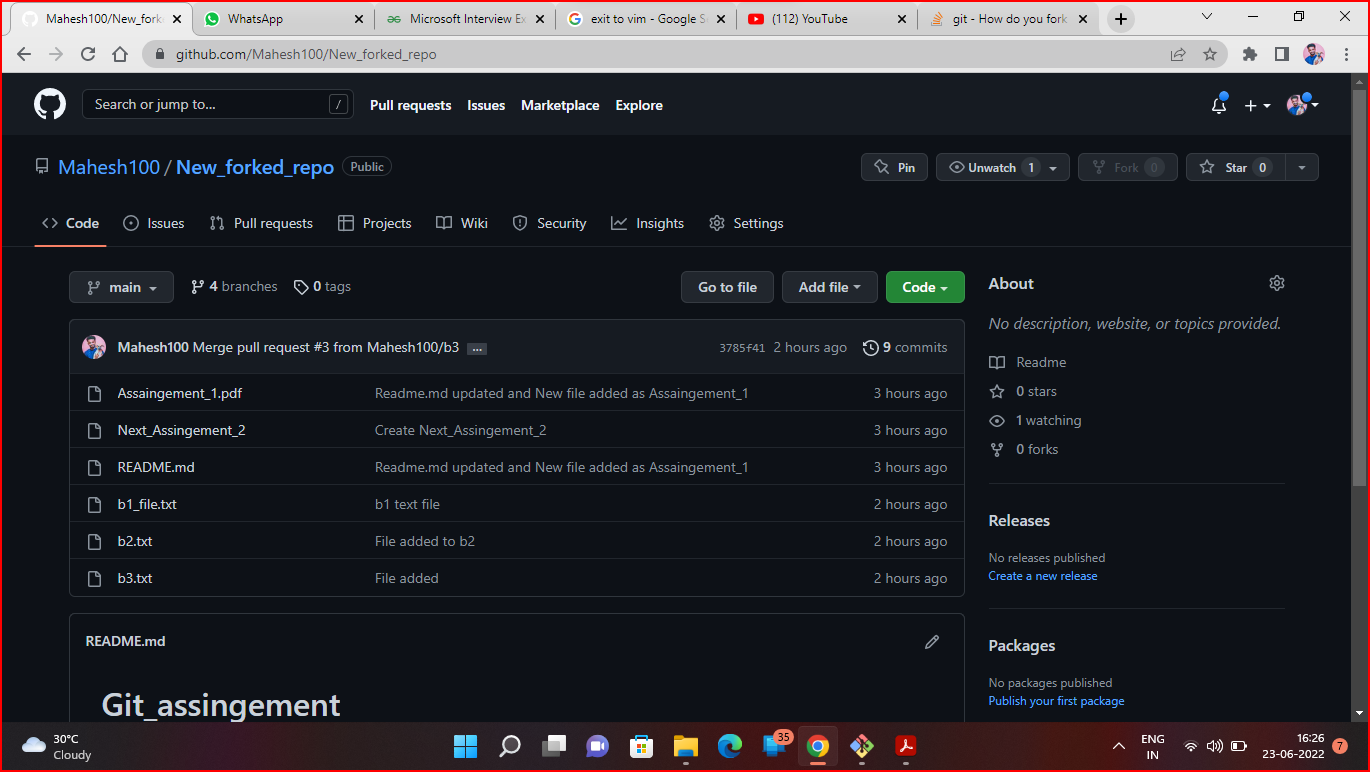 Mahesh100/New_fork
WhatsApp
Microsoft Interview Ex
exit to vim - Google S
(112) YouTube
git - How do you fork
github.com/Mahesh100/New_forked_repo
Search or jump to...
/
Pull requests
Issues
Marketplace
Explore
Mahesh100 / New_forked_repo
Public
Pin
Unwatch 1
Fork 0
Star 0
Code
Issues
Pull requests
Projects
Wiki
Security
Insights
Settings
main
4 branches
0 tags
Go to file
Add file
Code
Mahesh100 Merge pull request #3 from Mahesh100/b3 ...
3785f41 2 hours ago
9 commits
Assaingement_1.pdf
Readme.md updated and New file added as Assaingement_1
3 hours ago
Next_Assingement_2
Create Next_Assingement_2
3 hours ago
README.md
Readme.md updated and New file added as Assaingement_1
3 hours ago
b1_file.txt
b1 text file
2 hours ago
b2.txt
File added to b2
2 hours ago
b3.txt
File added
2 hours ago
README.md
Git_assingement
About
No description, website, or topics provided.
Readme
0 stars
1 watching
0 forks
Releases
No releases published
Create a new release
Packages
No packages published
Publish your first package
30°C
Cloudy
35
ENG
IN
16:26
23-06-2022
7